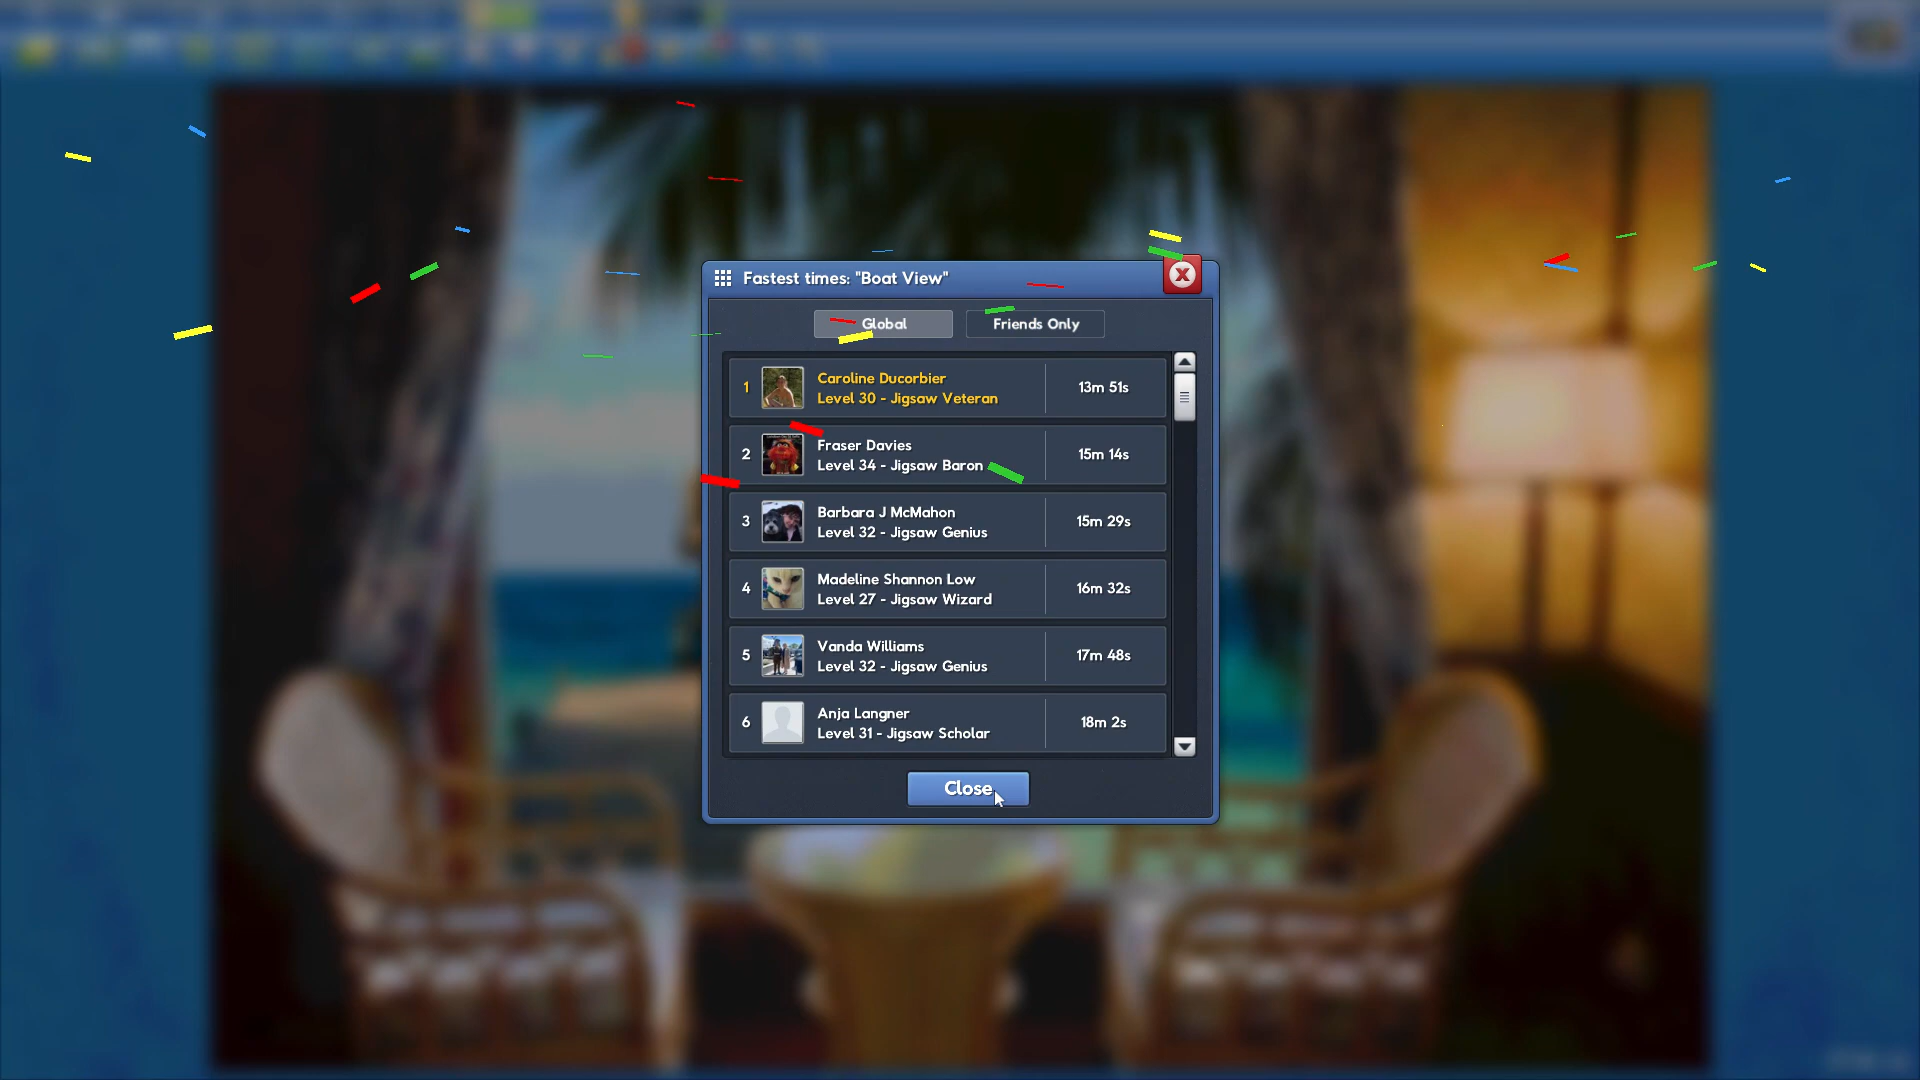 Fastest times: "Boat View"
Global
Friends Only
1
Caroline Ducorbier
Level 30 - Jigsaw Veteran
13m 51s
2
Fraser Davies
Level 34 - Jigsaw Baron
15m 14s
3
Barbara J McMahon
Level 32 - Jigsaw Genius
15m 29s
4
Madeline Shannon Low
Level 27 - Jigsaw Wizard
16m 32s
5
Vanda Williams
Level 32 - Jigsaw Genius
17m 48s
6
Anja Langner
Level 31 - Jigsaw Scholar
18m 2s
Close